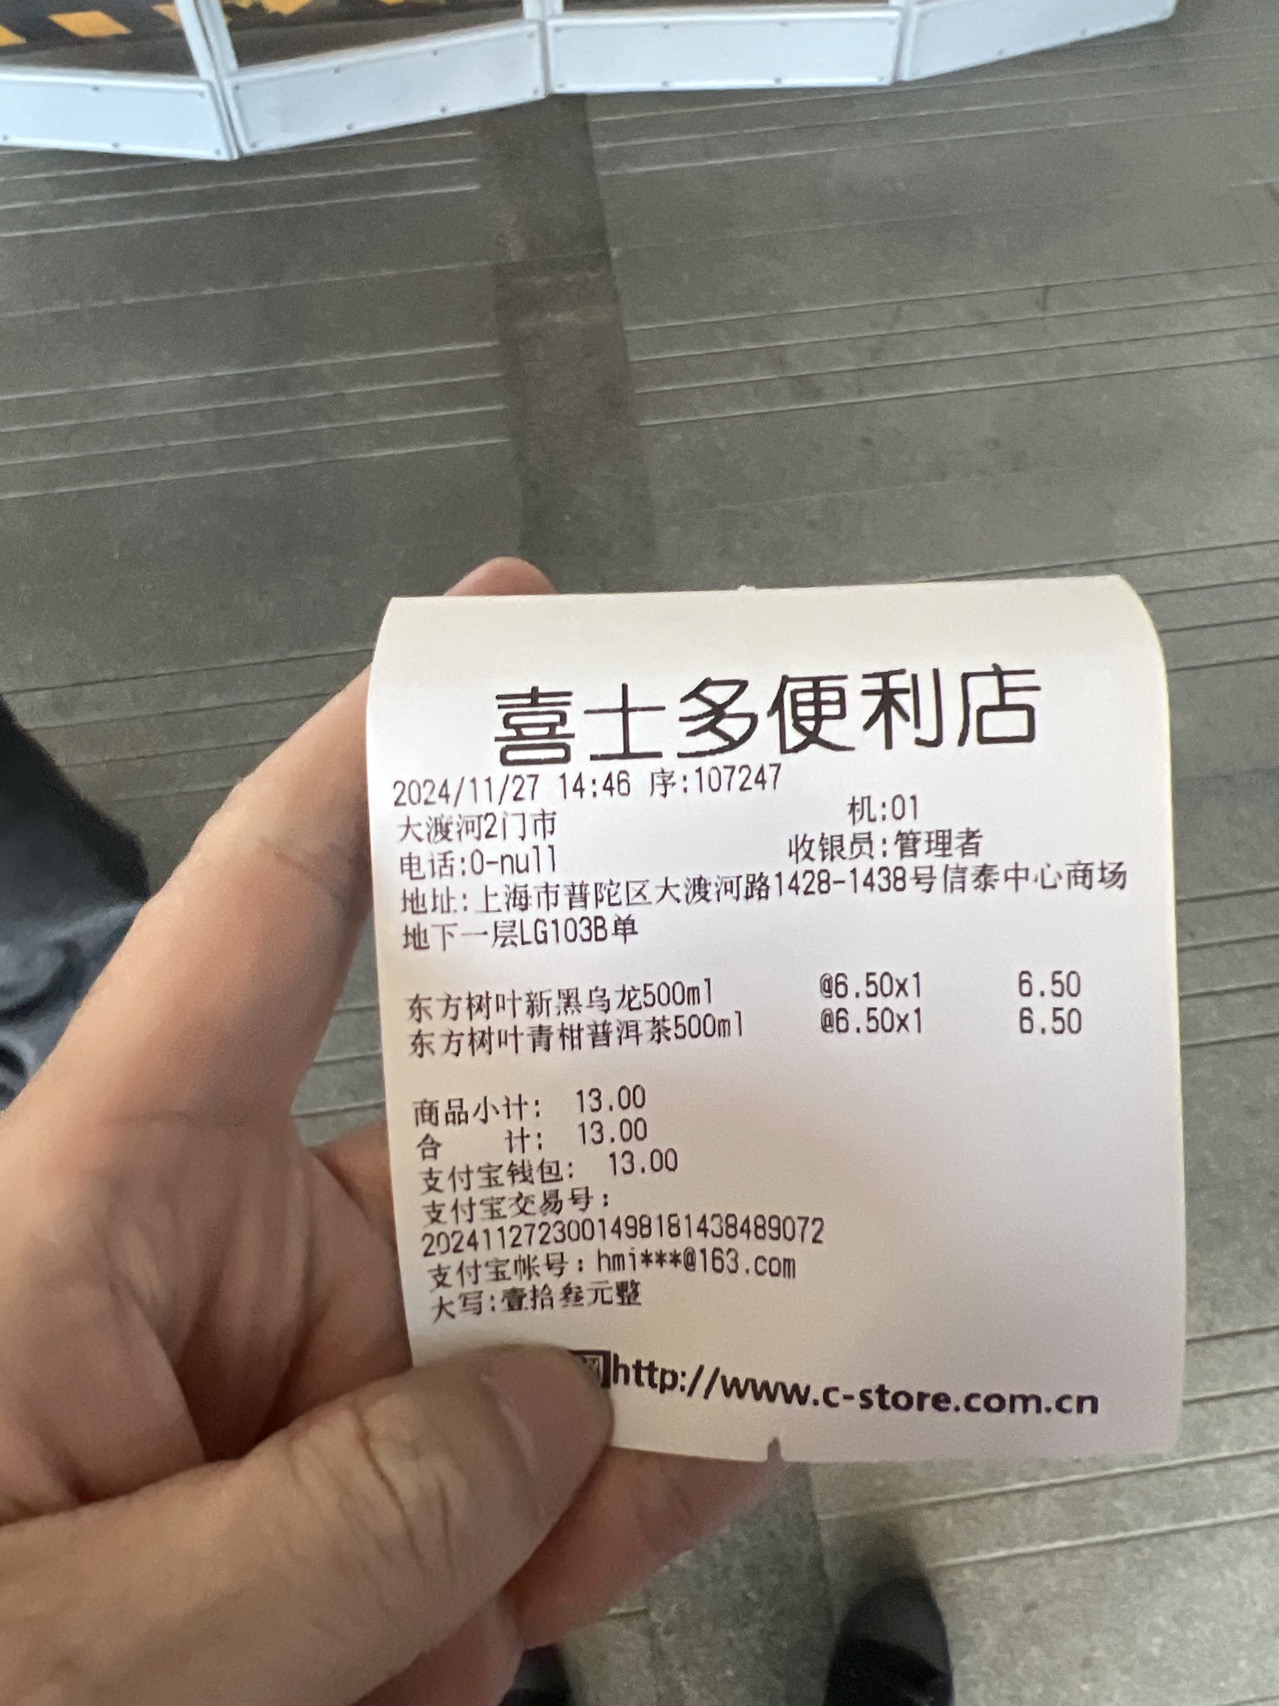 喜士多便利店
2024/11/27 14:46 序:107247
大渡河2门市 机:01
电话:0-null 收银员:管理者
地址:上海市普陀区大渡河路1428-1438号信泰中心商场
地下一层LG103B单
东方树叶新黑乌龙500ml @6.50x1 6.50
东方树叶青柑普洱茶500ml @6.50x1 6.50
商品小计: 13.00
合 计: 13.00
支付宝钱包: 13.00
支付宝交易号:
2024112723001498181438489072
支付宝帐号:hmi***@163.com
大写:壹拾叁元整
http://www.c-store.com.cn